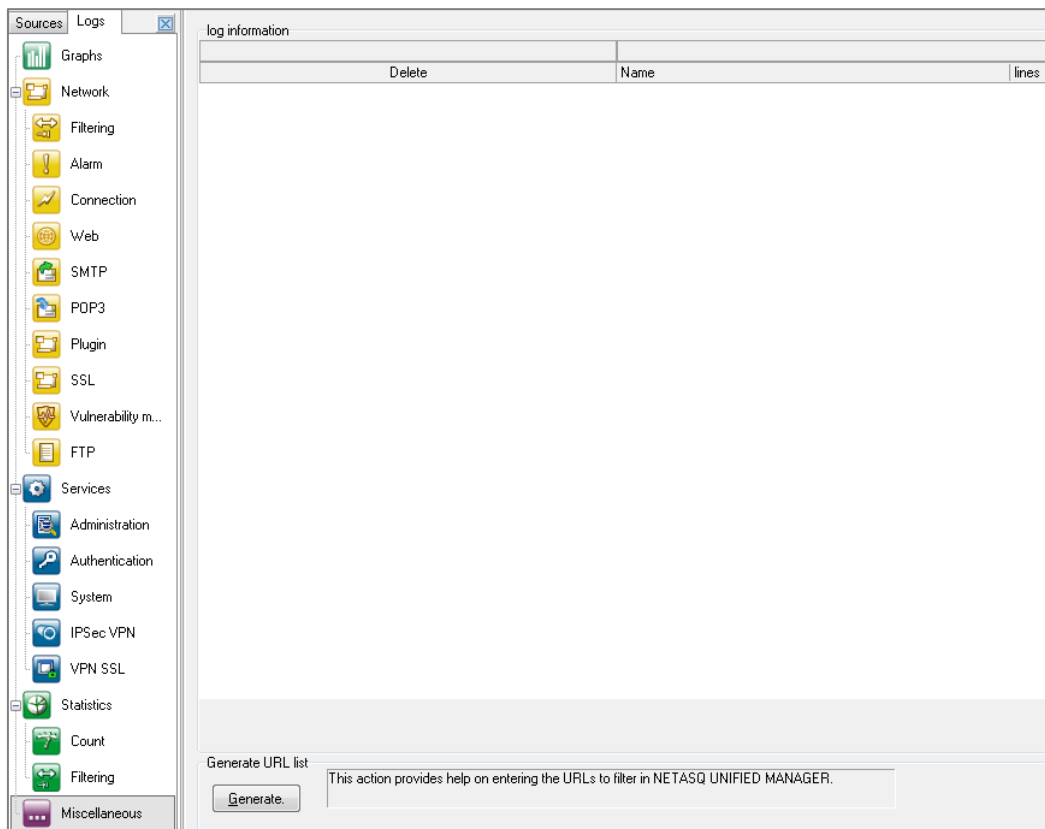 Sources Logs
Graphs
Network
Filtering
Alarm
Connection
Web
SMTP
POP3
Plugin
SSL
Vulnerability m...
FTP
Services
Administration
Authentication
System
IPSec VPN
VPN SSL
Statistics
Count
Filtering
Miscellaneous
log information
Delete Name lines
Generate URL list
This action provides help on entering the URLs to filter in NETASQ UNIFIED MANAGER.
Generate.